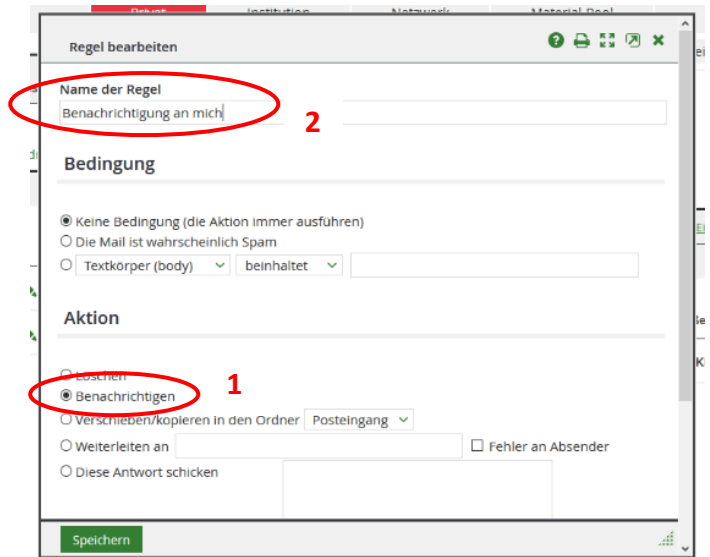 Privat Institution Netzwerk Material-Pool
Regel bearbeiten
Name der Regel
Benachrichtigung an mich
2
Bedingung
Keine Bedingung (die Aktion immer ausführen)
Die Mail ist wahrscheinlich Spam
Textkörper (body) beinhaltet
Aktion
Löschen
1
Benachrichtigen
Verschieben/kopieren in den Ordner Posteingang
Weiterleiten an Fehler an Absender
Diese Antwort schicken
Speichern